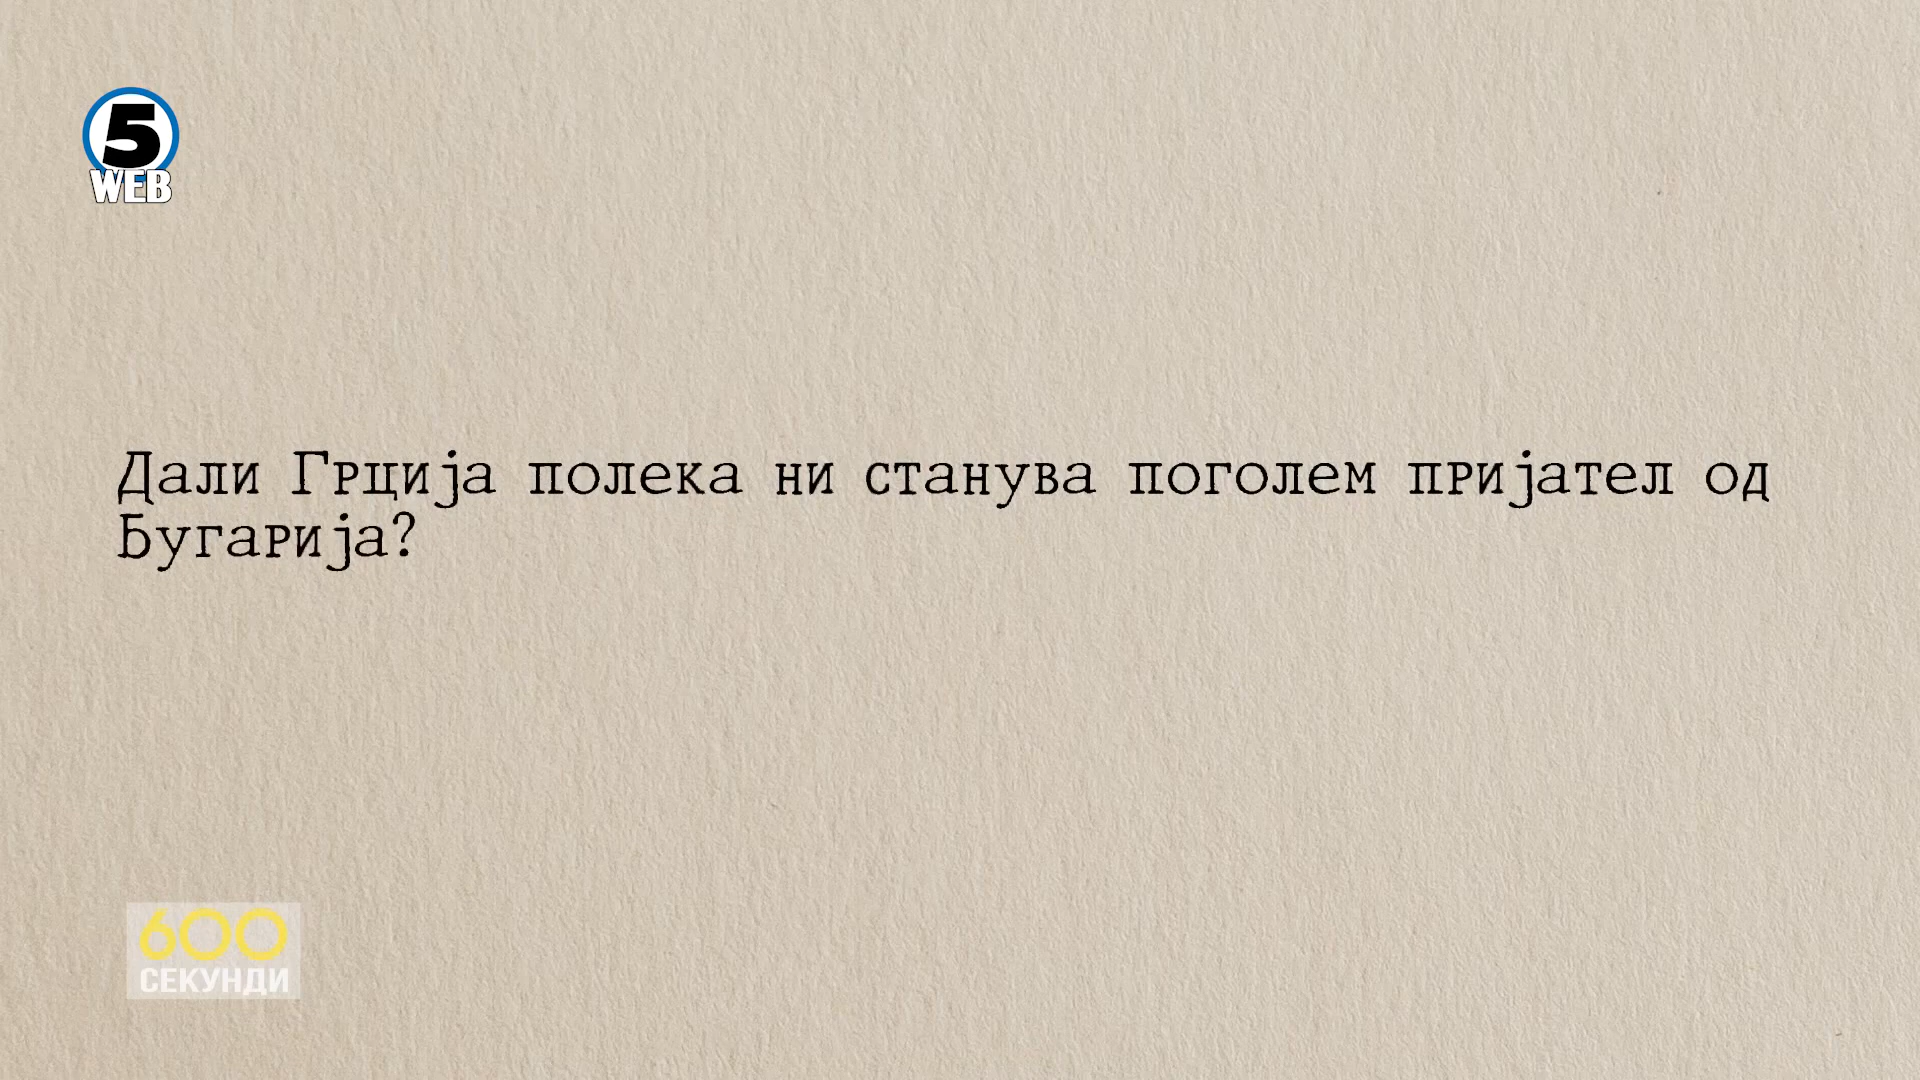 5
WEB
Дали Грција полека ни станува поголем пријател од
Бугарија?
600
СЕКУНДИ